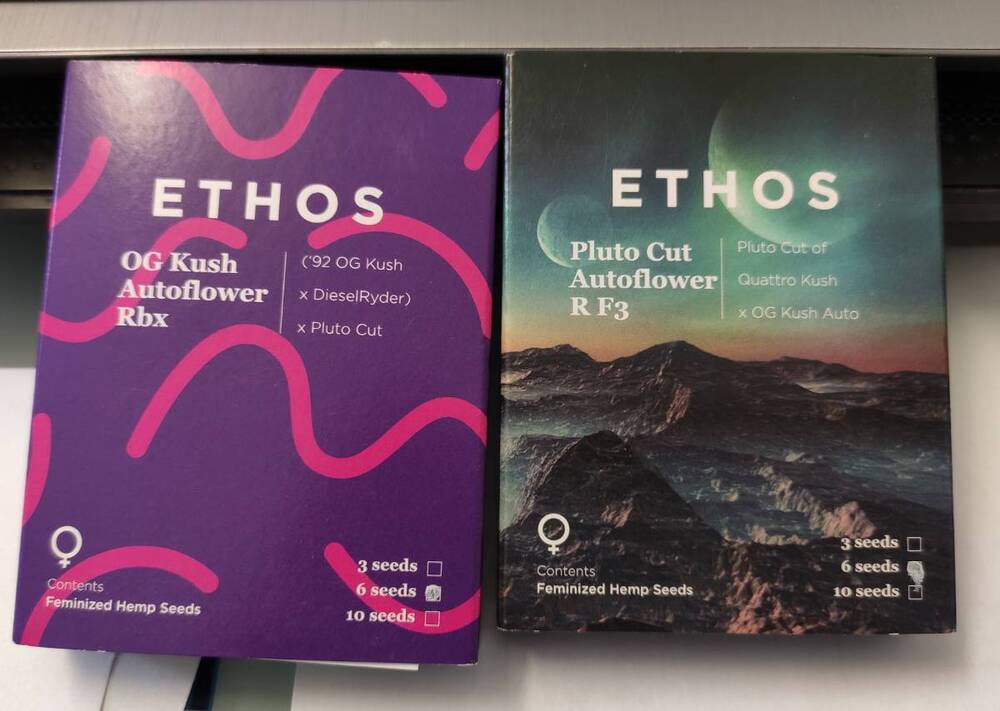 ETHOS
OG Kush
Autoflower
Rbx
('92 OG Kush
x DieselRyder)
x Pluto Cut
Contents
Feminized Hemp Seeds
3 seeds
6 seeds
10 seeds
ETHOS
Pluto Cut
Autoflower
R F3
Pluto Cut of
Quattro Kush
x OG Kush Auto
Contents
Feminized Hemp Seeds
3 seeds
6 seeds
10 seeds